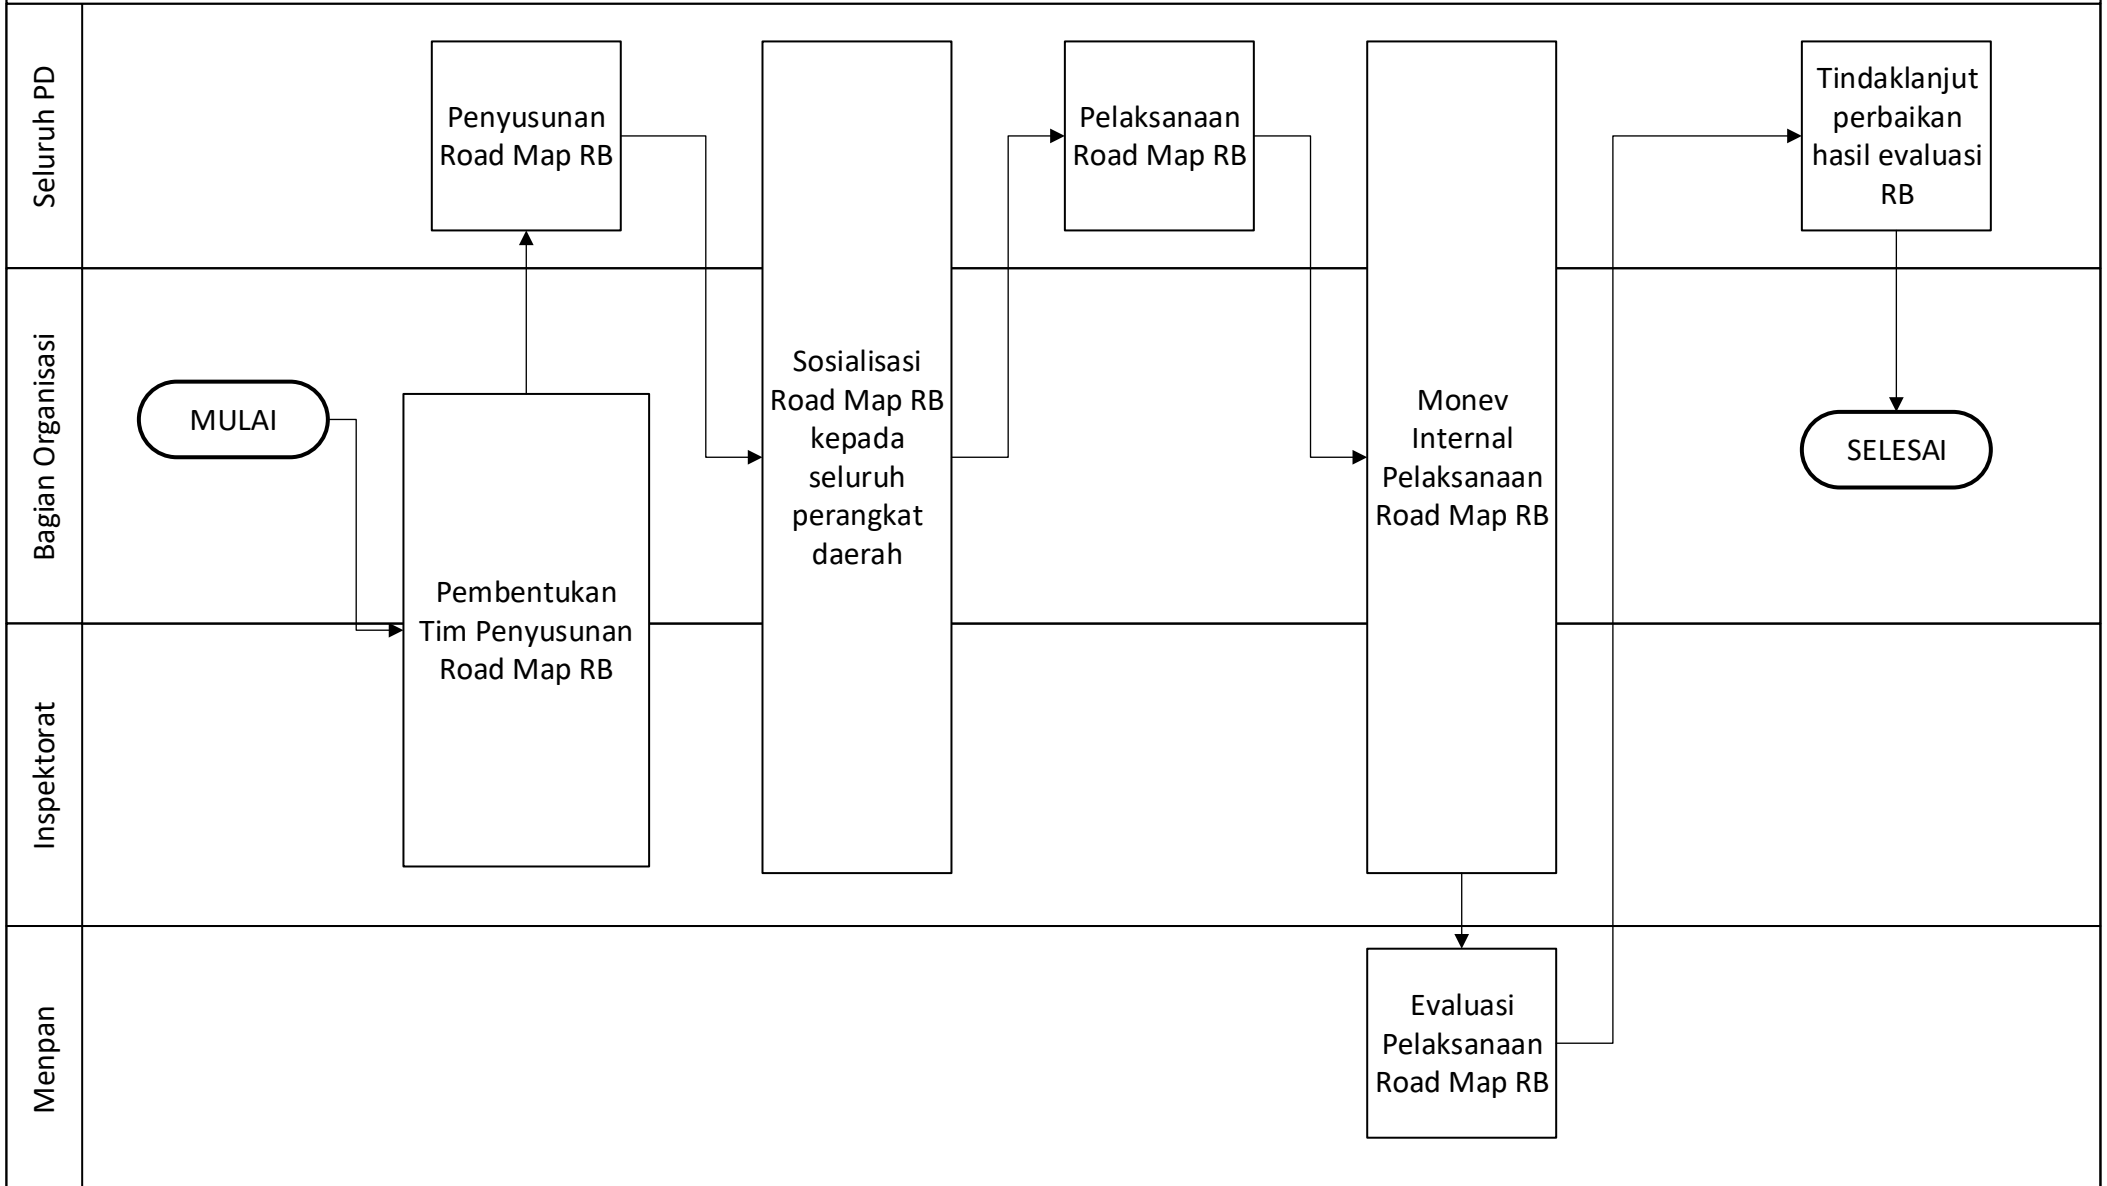 Seluruh PD
Penyusunan
Road Map RB
Pelaksanaan
Road Map RB
Tindaklanjut
perbaikan
hasil evaluasi
RB
Bagian Organisasi
MULAI
Pembentukan
Tim Penyusunan
Road Map RB
Sosialisasi
Road Map RB
kepada
seluruh
perangkat
daerah
Monev
Internal
Pelaksanaan
Road Map RB
SELESAI
Inspektorat
Menpan
Evaluasi
Pelaksanaan
Road Map RB